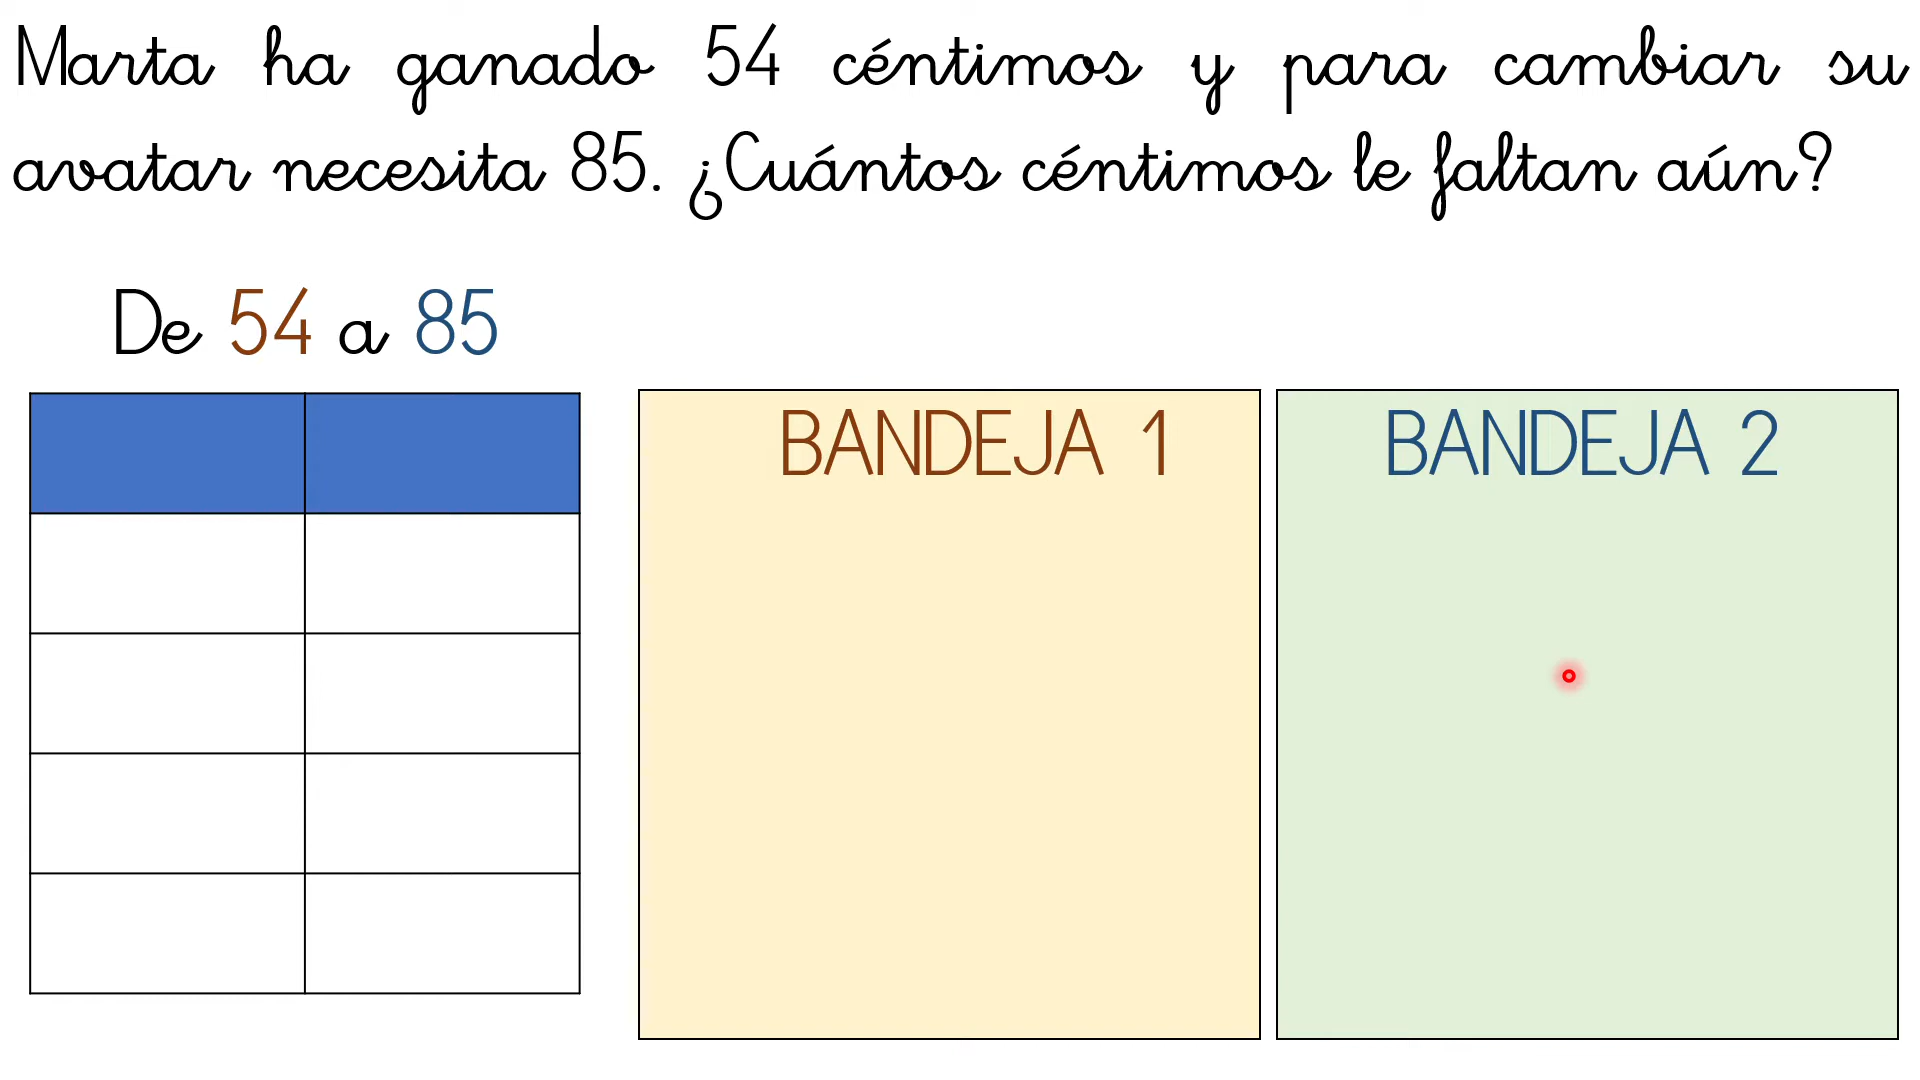 Marta ha ganado 54 céntimos y para cambiar su
avatar necesita 85. ¿Cuántos céntimos le faltan aún?
De 54 a 85
BANDEJA 1
BANDEJA 2